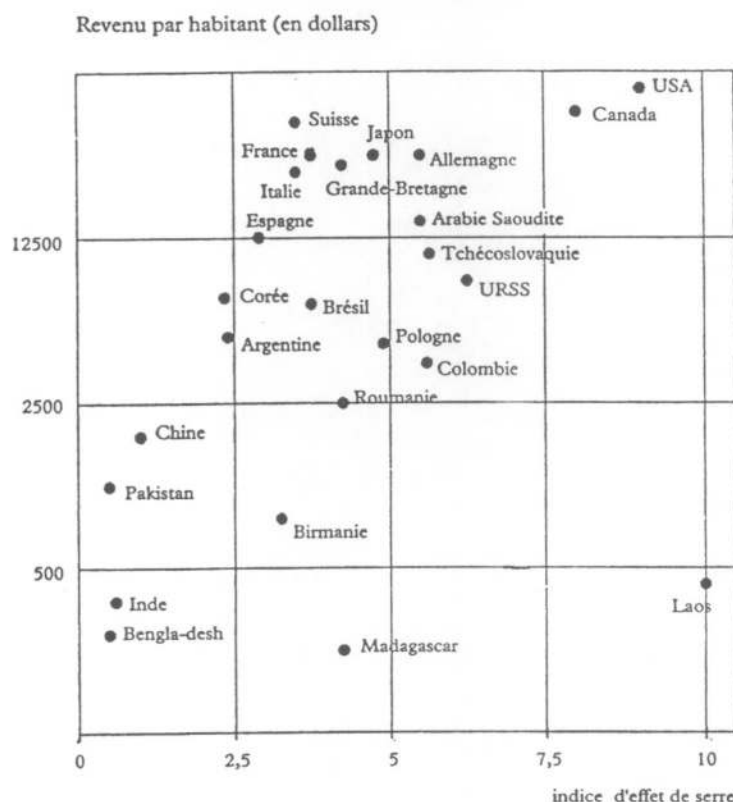 Revenu par habitant (en dollars)
USA
Canada
Suisse
Japon
France
Allemagne
Italie
Grande-Bretagne
Espagne
Arabie Saoudite
12500
Tchécoslovaquie
URSS
Corée
Brésil
Argentine
Pologne
Colombie
2500
Roumanie
Chine
Pakistan
Birmanie
500
Inde
Laos
Bengla-desh
Madagascar
0 2,5 5 7,5 10
indice d'effet de serre